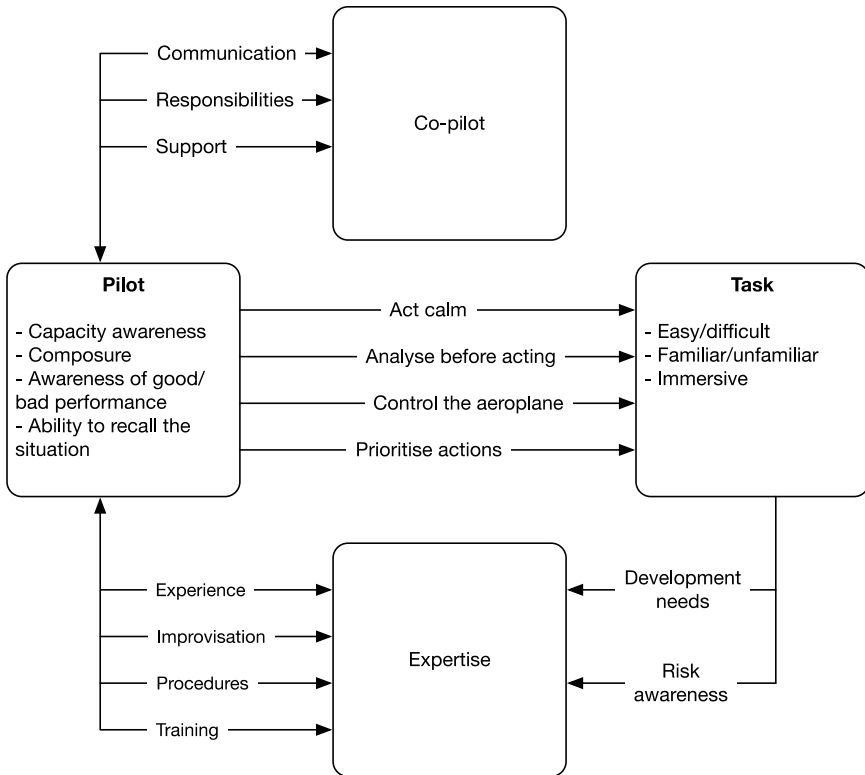 Communication
Responsibilities
Support
Co-pilot
Pilot
- Capacity awareness
- Composure
- Awareness of good/
bad performance
- Ability to recall the
situation
Act calm
Analyse before acting
Control the aeroplane
Prioritise actions
Task
- Easy/difficult
- Familiar/unfamiliar
- Immersive
Experience
Improvisation
Procedures
Training
Expertise
Development
needs
Risk
awareness